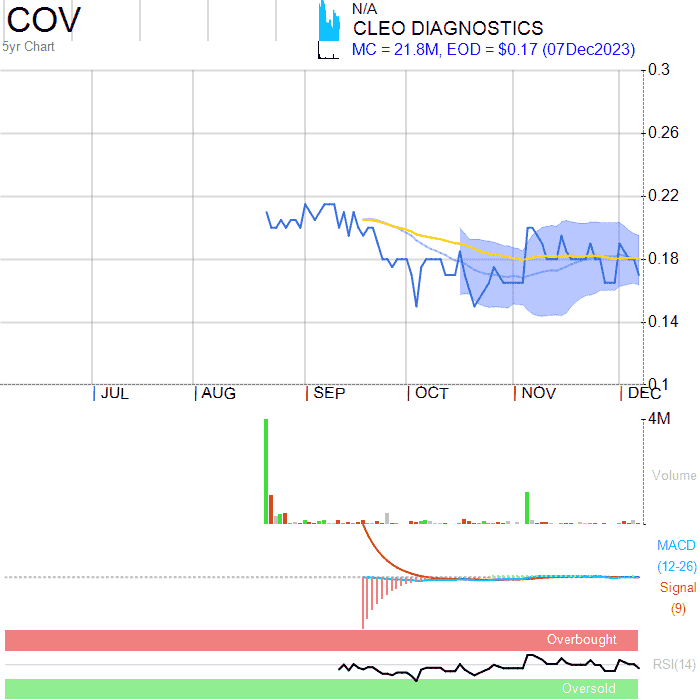 COV
N/A
CLEO DIAGNOSTICS
5yr Chart
MC = 21.8M, EOD = $0.17 (07Dec2023)
0.3
0.26
0.22
0.18
0.14
0.1
JUL AUG SEP OCT NOV DEC
4M
Volume
MACD
(12-26)
Signal
(9)
Overbought
RSI(14)
Oversold